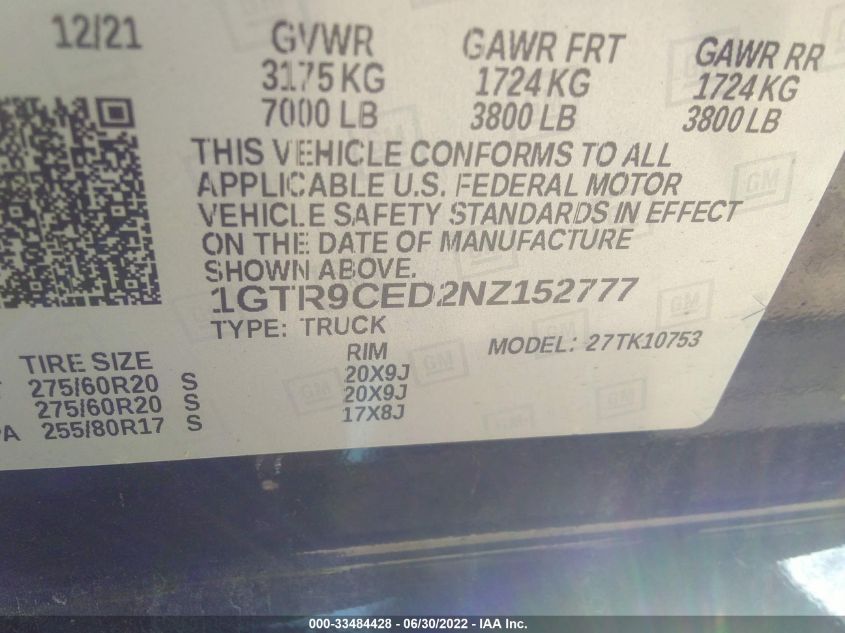 12/21 GVWR GAWR FRT GAWR RR
3175 KG 1724 KG 1724 KG
7000 LB 3800 LB 3800 LB
THIS VEHICLE CONFORMS TO ALL
APPLICABLE U.S. FEDERAL MOTOR
VEHICLE SAFETY STANDARDS IN EFFECT
ON THE DATE OF MANUFACTURE
SHOWN ABOVE.
1GTR9CED2NZ152777
TYPE: TRUCK MODEL: 27TK10753
TIRE SIZE RIM
275/60R20 S 20X9J
275/60R20 S 20X9J
PA 255/80R17 S 17X8J
GM
000-33484428 - 06/30/2022 - IAA Inc.